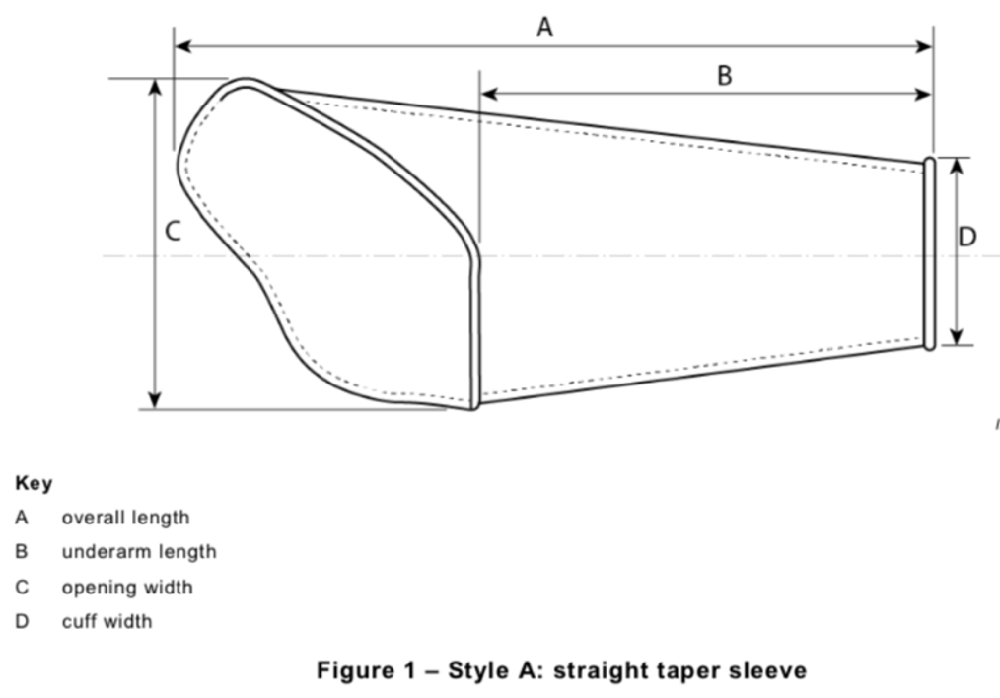 A
B
C
D
Key
A overall length
B underarm length
C opening width
D cuff width
Figure 1 – Style A: straight taper sleeve